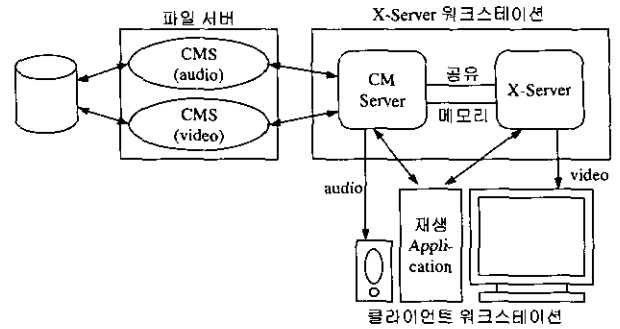 파일 서버
X-Server 워크스테이션
CMS
(audio)
CMS
(video)
CM
Server
공유
메모리
X-Server
audio
video
재생
Appli-
cation
클라이언트 워크스테이션